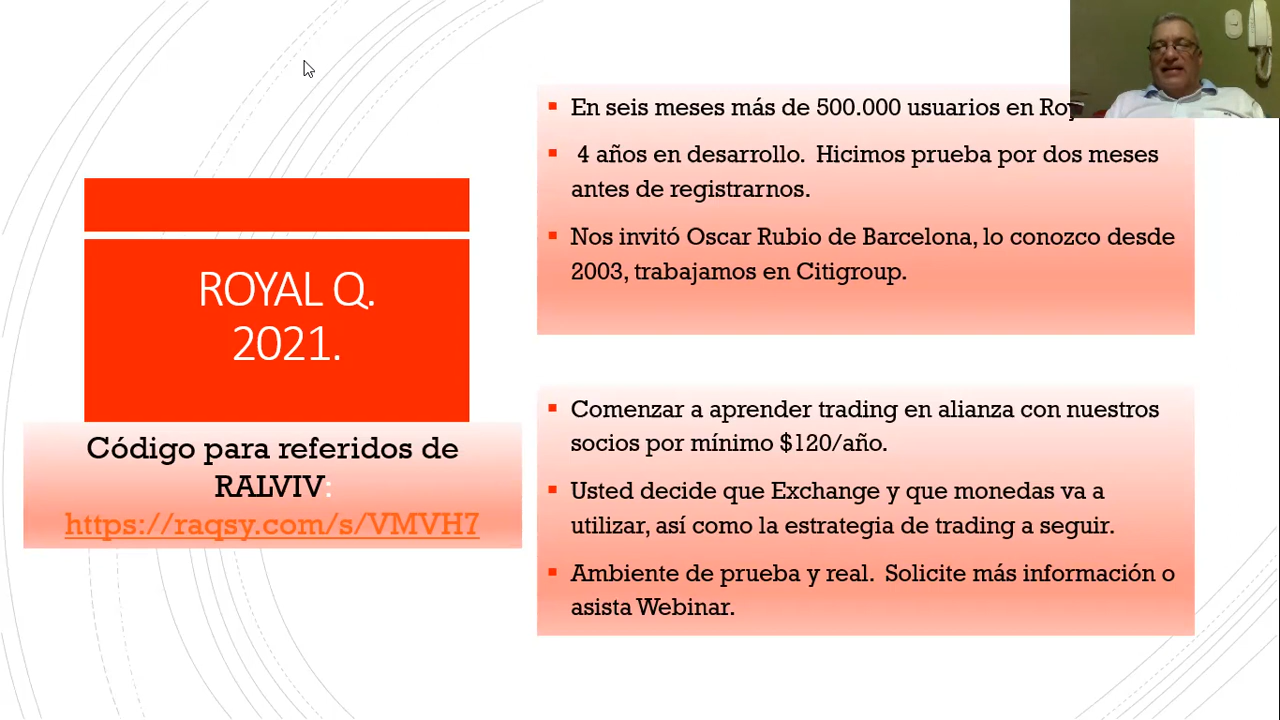 ROYAL Q.
2021.
Código para referidos de
RALVIV:
https://raqsy.com/s/VMVH7
En seis meses más de 500.000 usuarios en
4 años en desarrollo. Hicimos prueba por dos meses
antes de registrarnos.
Nos invitó Oscar Rubio de Barcelona, lo conozco desde
2003, trabajamos en Citigroup.
Comenzar a aprender trading en alianza con nuestros
socios por mínimo $120/año.
Usted decide que Exchange y que monedas va a
utilizar, así como la estrategia de trading a seguir.
Ambiente de prueba y real. Solicite más información o
asista Webinar.